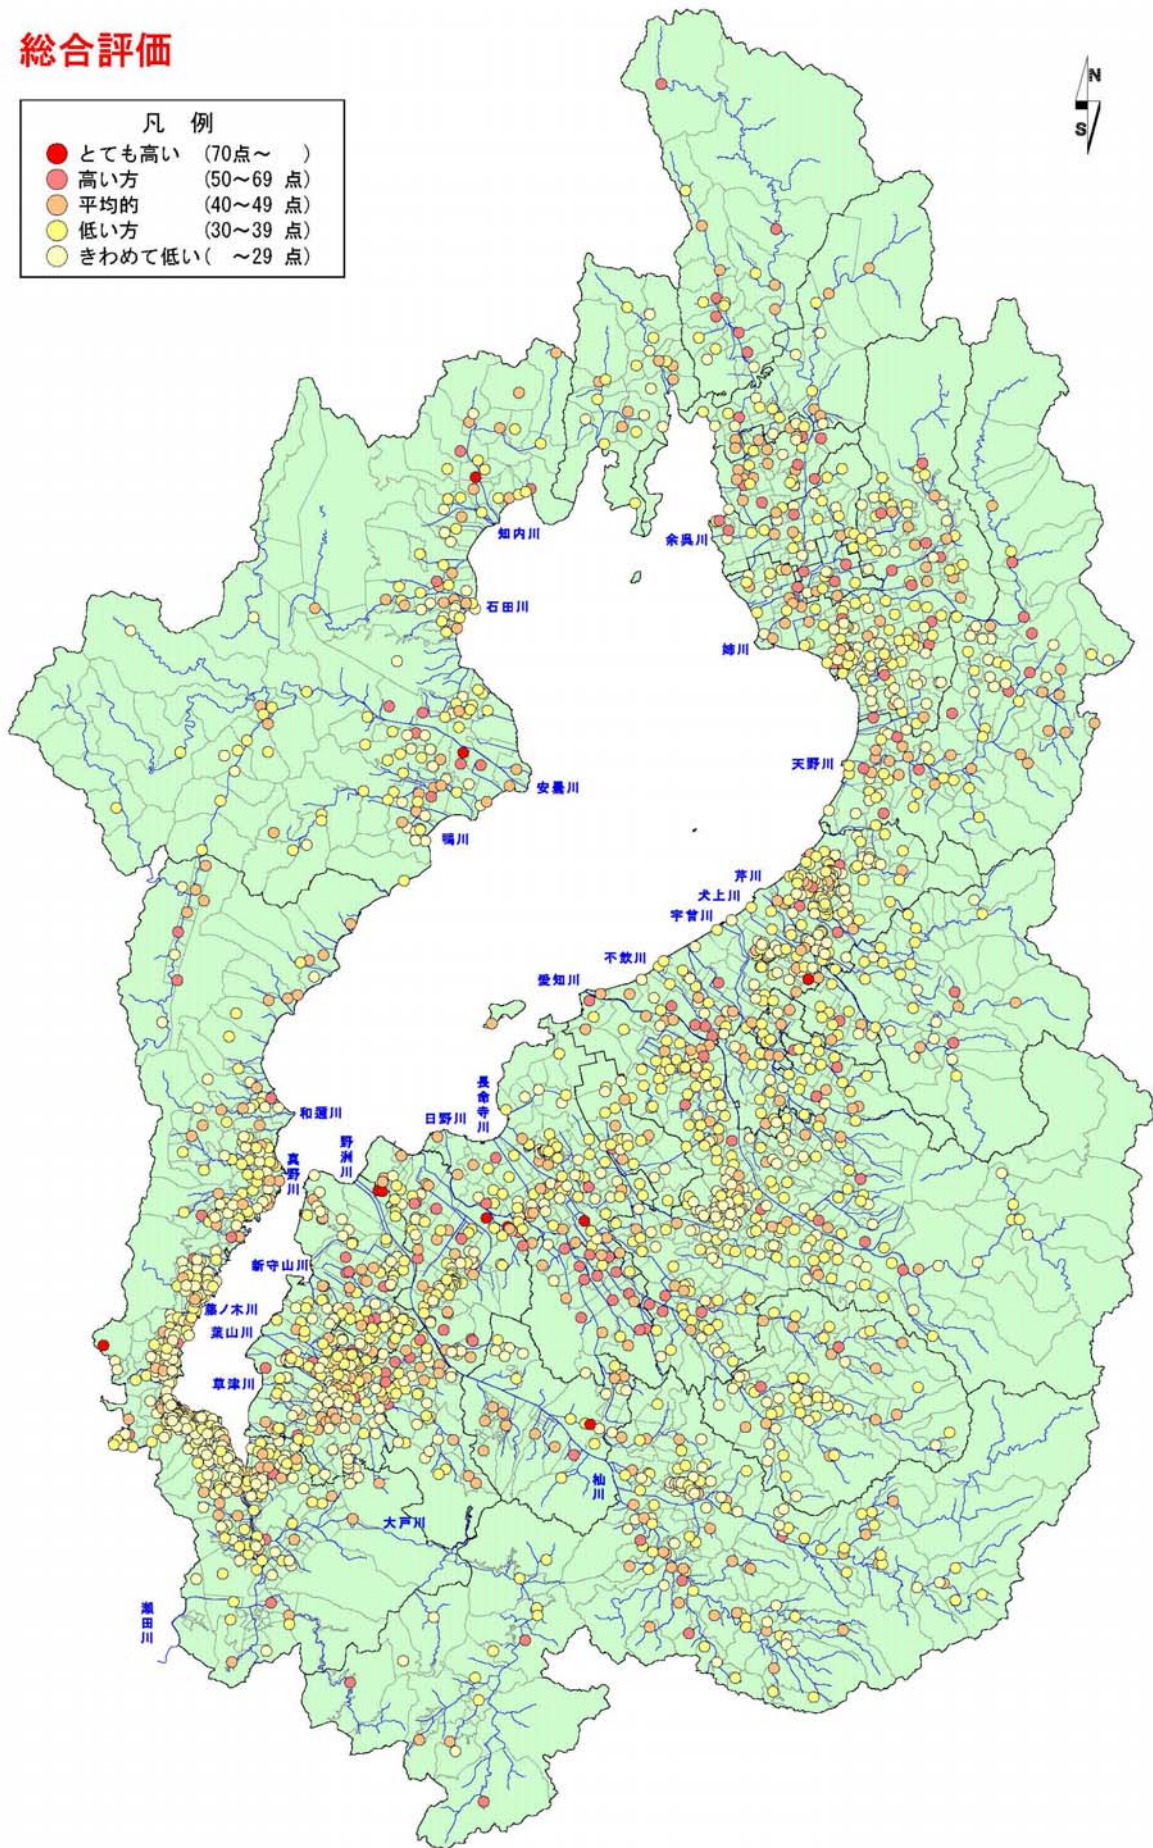 総合評価
凡 例
とても高い (70点～ )
高い方 (50～69 点)
平均的 (40～49 点)
低い方 (30～39 点)
きわめて低い( ～29 点)
N
S
知内川
余呉川
石田川
姉川
天野川
安曇川
鴨川
芹川
犬上川
宇曽川
不飲川
愛知川
長命寺川
日野川
和邇川
野洲川
真野川
新守山川
藤ノ木川
葉山川
草津川
杣川
大戸川
瀬田川